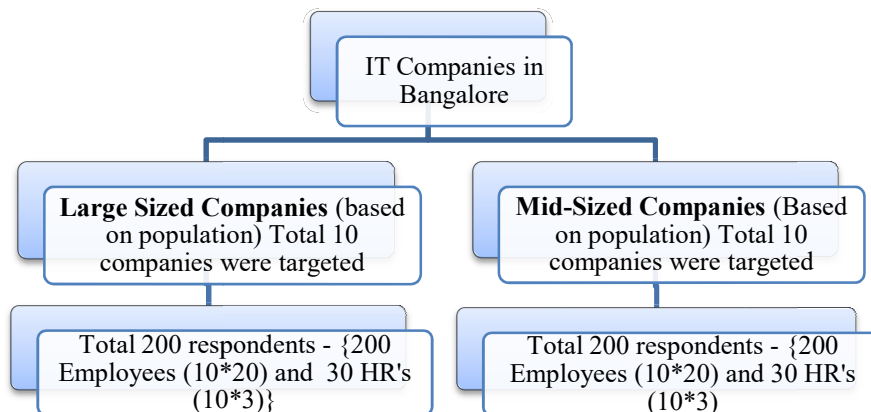 IT Companies in
Bangalore
Large Sized Companies (based
on population) Total 10
companies were targeted
Mid-Sized Companies (Based
on population) Total 10
companies were targeted
Total 200 respondents - {200
Employees (10*20) and 30 HR's
(10*3)}
Total 200 respondents - {200
Employees (10*20) and 30 HR's
(10*3)